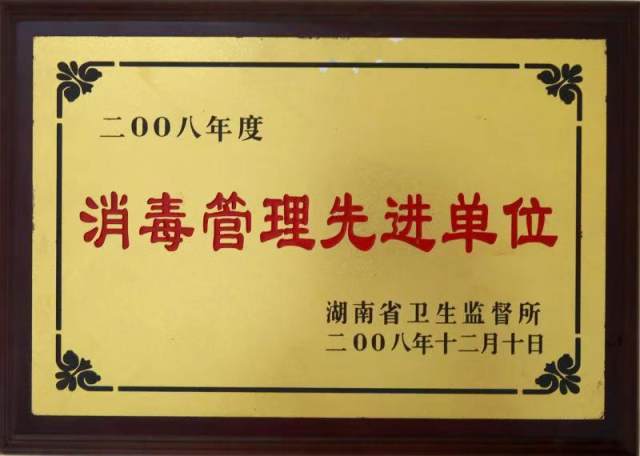 二00八年度
消毒管理先进单位
湖南省卫生监督所
二00八年十二月十日